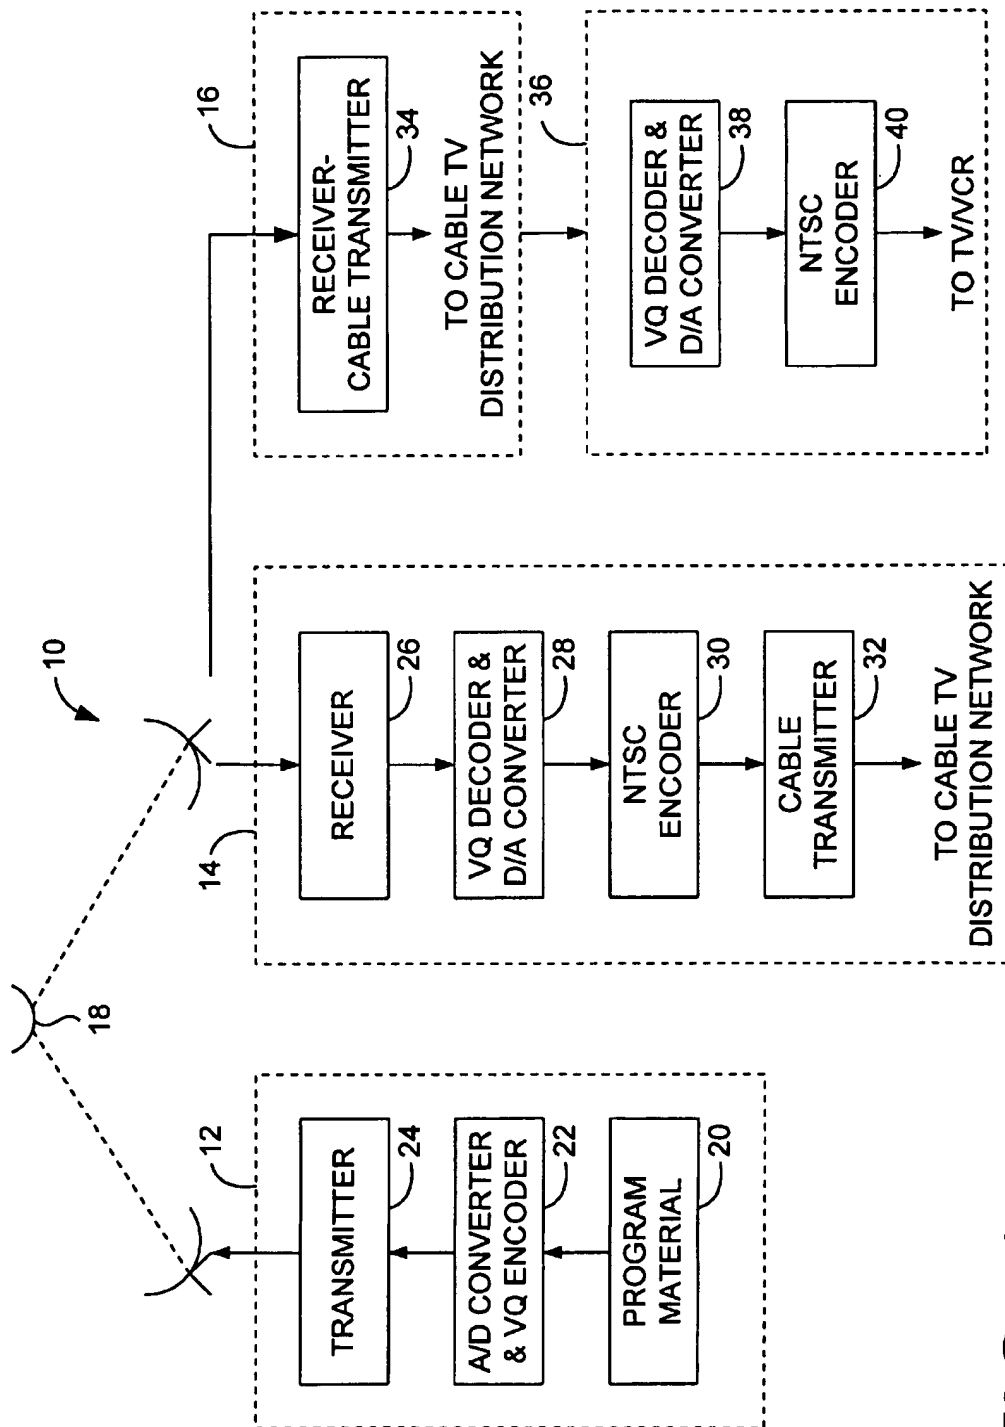 10
18
12
TRANSMITTER
24
A/D CONVERTER
& VQ ENCODER
22
PROGRAM
MATERIAL
20
14
RECEIVER
26
VQ DECODER &
D/A CONVERTER
28
NTSC
ENCODER
30
CABLE
TRANSMITTER
32
TO CABLE TV
DISTRIBUTION NETWORK
16
RECEIVER-
CABLE TRANSMITTER
34
TO CABLE TV
DISTRIBUTION NETWORK
36
VQ DECODER &
D/A CONVERTER
38
NTSC
ENCODER
40
TO TV/VCR